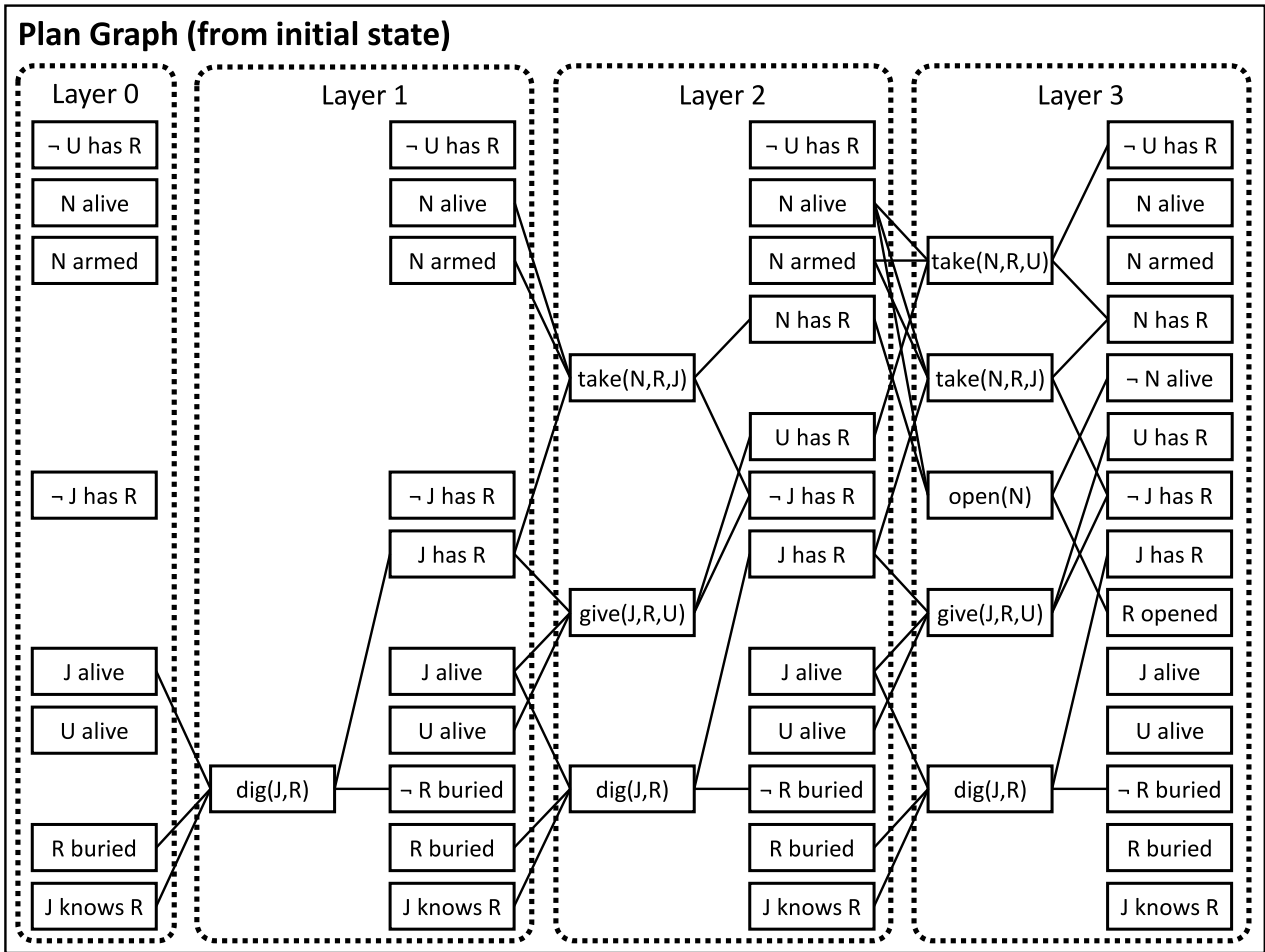 Plan Graph (from initial state)
Layer 0
¬ U has R
N alive
N armed
¬ J has R
J alive
U alive
R buried
J knows R
Layer 1
dig(J,R)
¬ U has R
N alive
N armed
¬ J has R
J has R
J alive
U alive
¬ R buried
R buried
J knows R
Layer 2
take(N,R,J)
give(J,R,U)
dig(J,R)
¬ U has R
N alive
N armed
N has R
U has R
¬ J has R
J has R
J alive
U alive
¬ R buried
R buried
J knows R
Layer 3
take(N,R,U)
take(N,R,J)
open(N)
give(J,R,U)
dig(J,R)
¬ U has R
N alive
N armed
N has R
¬ N alive
U has R
¬ J has R
J has R
R opened
J alive
U alive
¬ R buried
R buried
J knows R